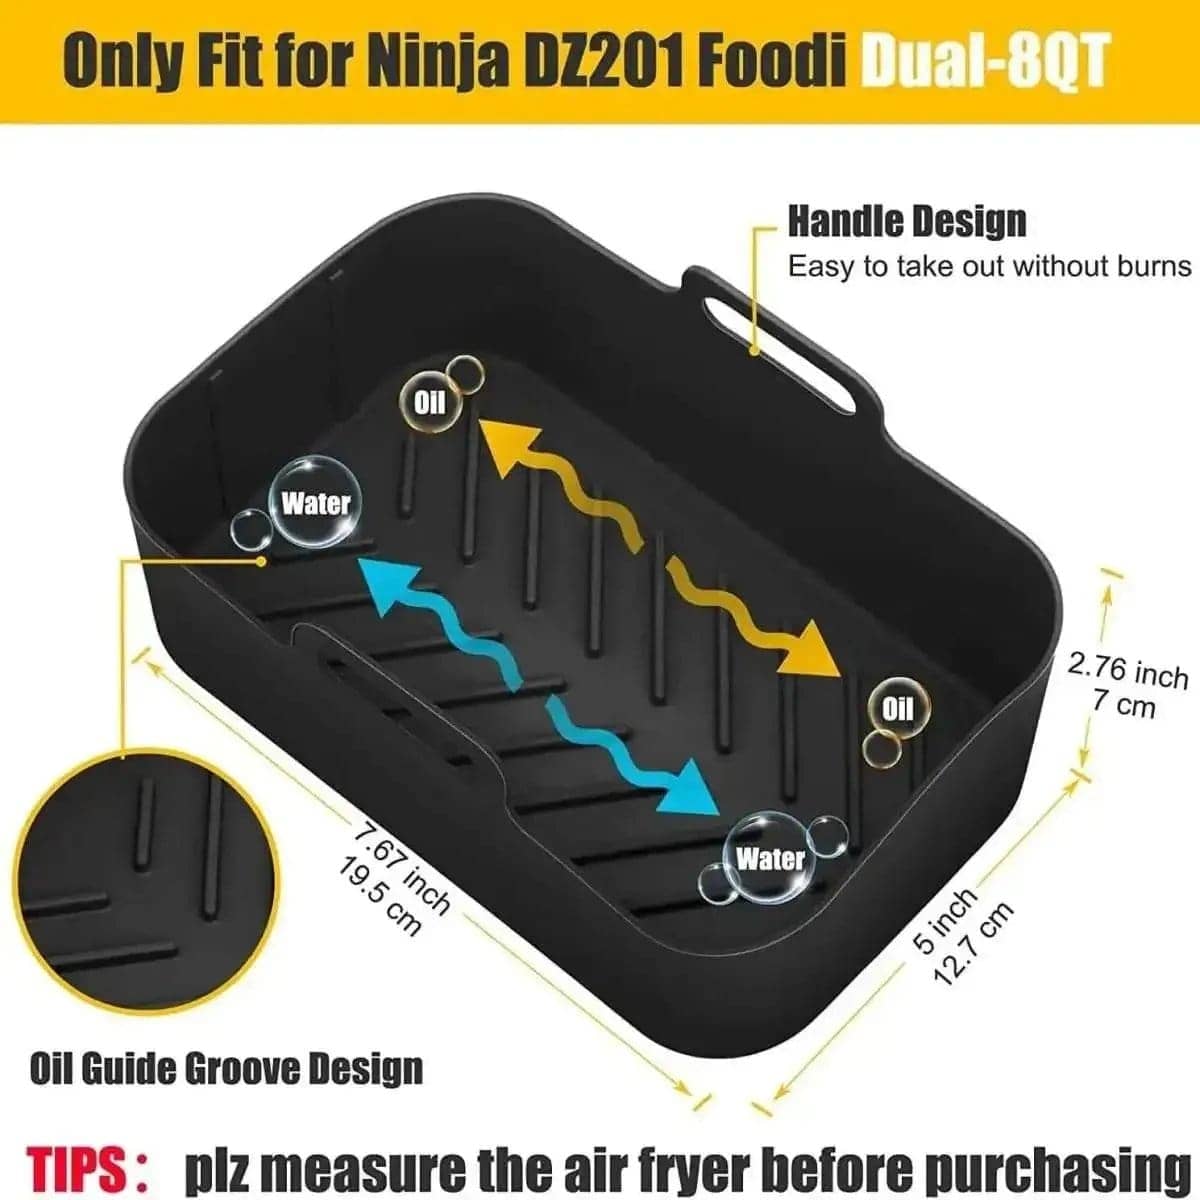 Only Fit for Ninja DZ201 Foodi Dual-8QT
Handle Design
Easy to take out without burns
Oil
Water
2.76 inch
7 cm
Oil
Water
7.67 inch
19.5 cm
5 inch
12.7 cm
Oil Guide Groove Design
TIPS: plz measure the air fryer before purchasing